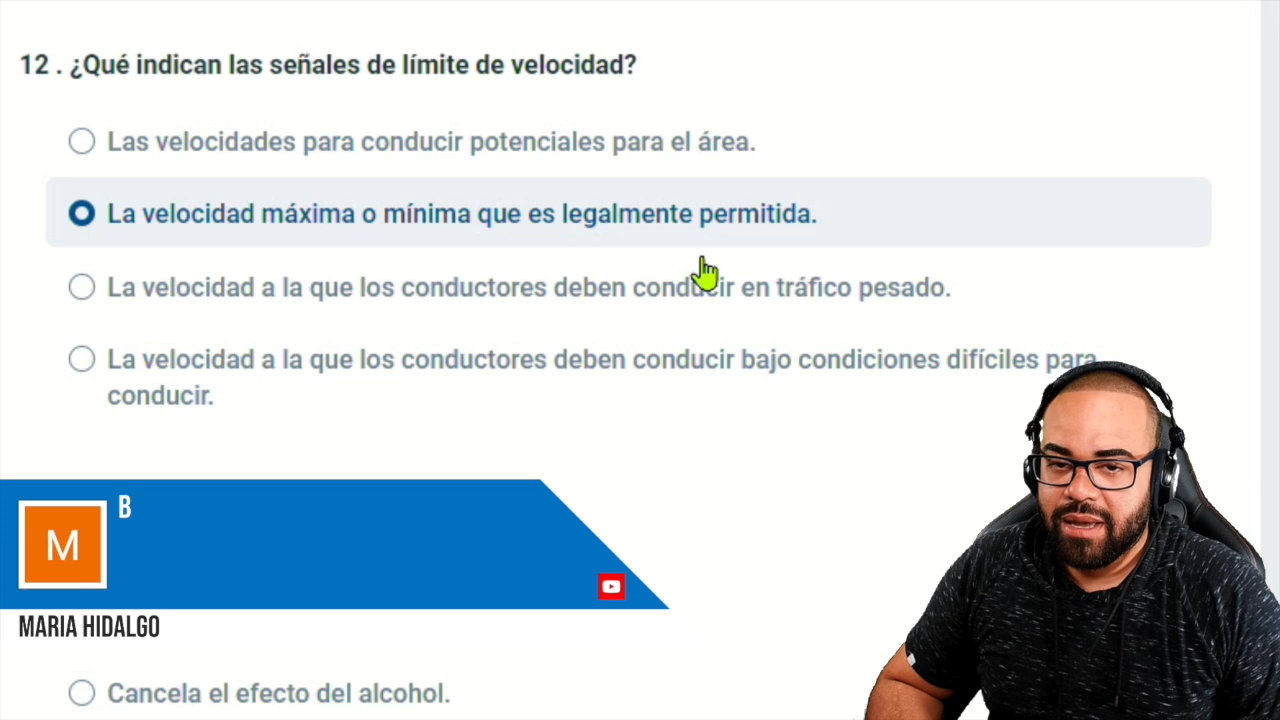 12 . ¿Qué indican las señales de límite de velocidad?
Las velocidades para conducir potenciales para el área.
La velocidad máxima o mínima que es legalmente permitida.
La velocidad a la que los conductores deben conducir en tráfico pesado.
La velocidad a la que los conductores deben conducir bajo condiciones difíciles para
conducir.
B
M
MARIA HIDALGO
Cancela el efecto del alcohol.